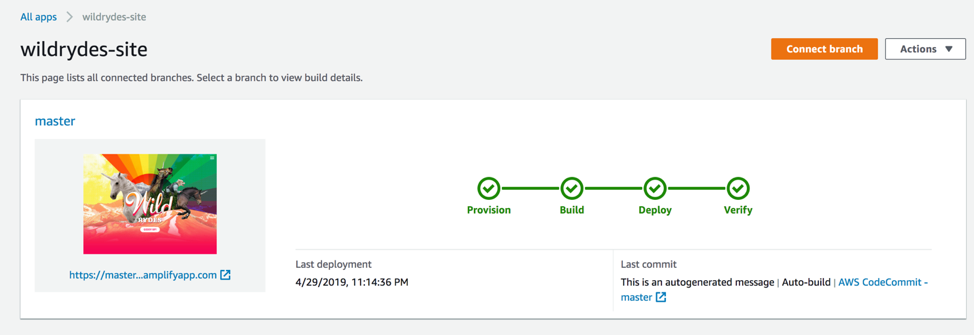 All apps > wildrydes-site
wildrydes-site
Connect branch
Actions
This page lists all connected branches. Select a branch to view build details.
master
Wild
RYDES
Provision
Build
Deploy
Verify
https://master...amplifyapp.com
Last deployment
4/29/2019, 11:14:36 PM
Last commit
This is an autogenerated message | Auto-build | AWS CodeCommit -
master